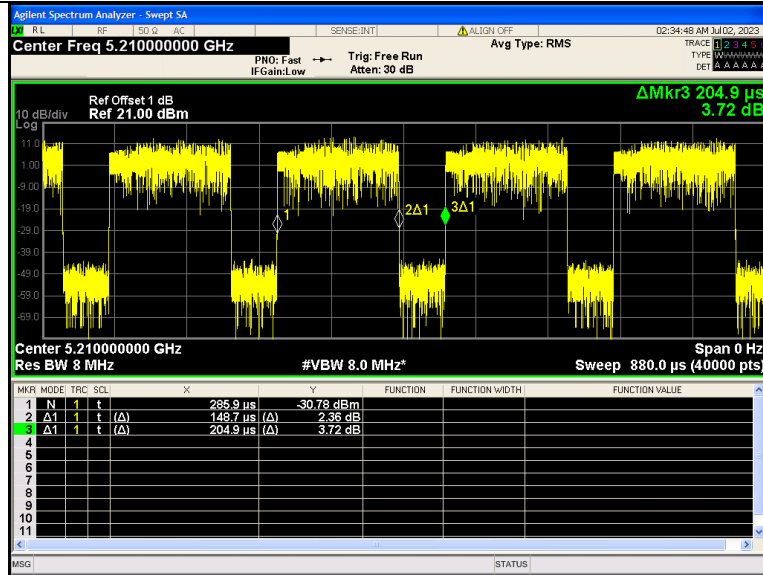 Agilent Spectrum Analyzer - Swept SA
LXI RL RF 50 Ω AC SENSE:INT ALIGN OFF 02:34:48 AM Jul 02, 2023
Center Freq 5.210000000 GHz Avg Type: RMS TRACE 1 2 3 4 5
PNO: Fast Trig: Free Run TYPE W
IFGain:Low Atten: 30 dB DET A A A A A
ΔMkr3 204.9 µs
3.72 dB
Ref Offset 1 dB
10 dB/div Ref 21.00 dBm
Log
11.0
1.00
-9.00
-19.0
-29.0
-39.0
-49.0
-59.0
-69.0
1
2Δ1
3Δ1
Center 5.210000000 GHz Span 0 Hz
Res BW 8 MHz #VBW 8.0 MHz* Sweep 880.0 µs (40000 pts)
MKR MODE TRC SCL X Y FUNCTION FUNCTION WIDTH FUNCTION VALUE
1 N 1 t 285.9 µs -30.78 dBm
2 Δ1 1 t (Δ) 148.7 µs (Δ) 2.36 dB
3 Δ1 1 t (Δ) 204.9 µs (Δ) 3.72 dB
4
5
6
7
8
9
10
11
MSG STATUS